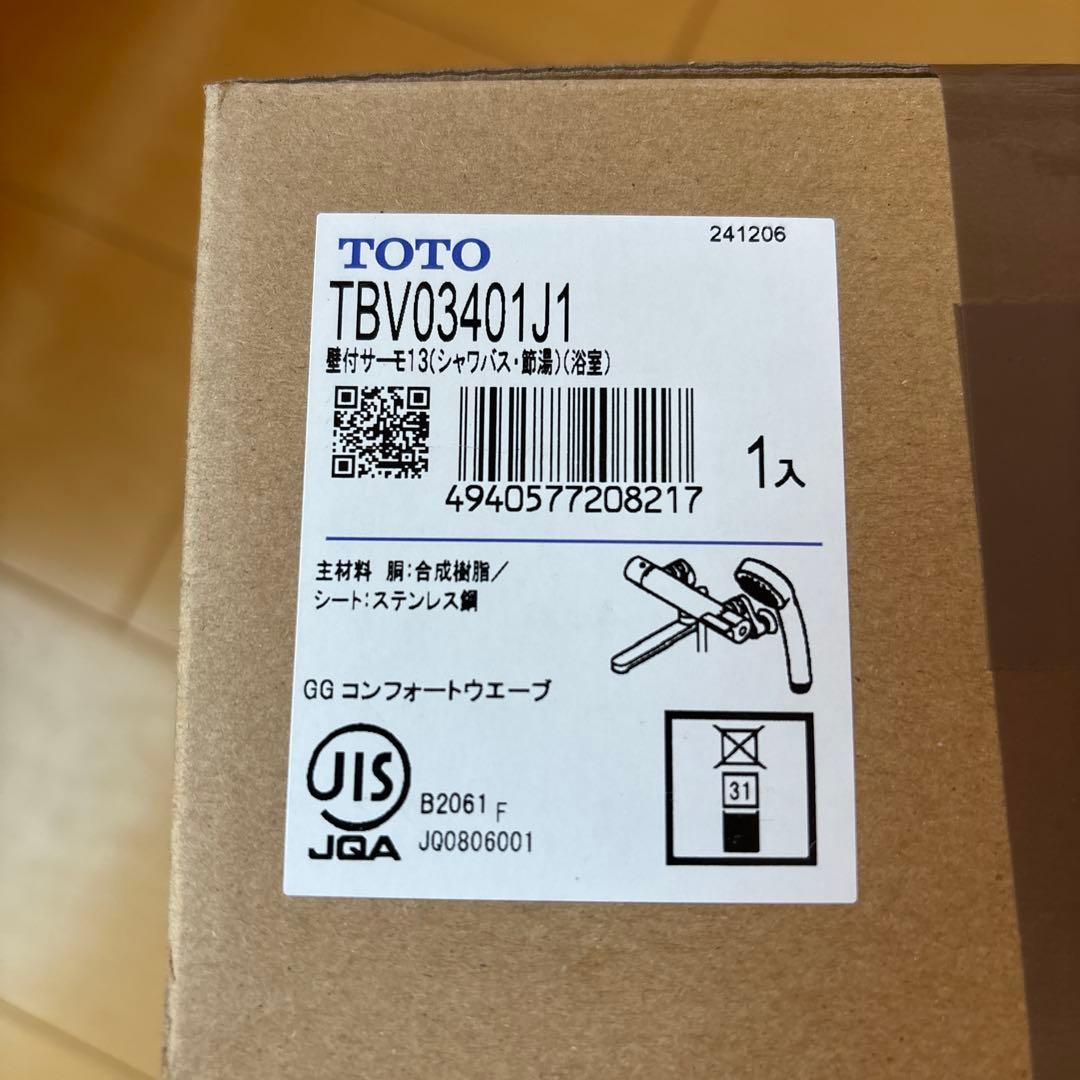 TOTO
241206
TBV03401J1
壁付サーモ13(シャワバス・節湯)(浴室)
4940577208217
1入
主材料 胴:合成樹脂/
シート:ステンレス鋼
GG コンフォートウエーブ
JIS
B2061 F
JQA
JQ0806001
31